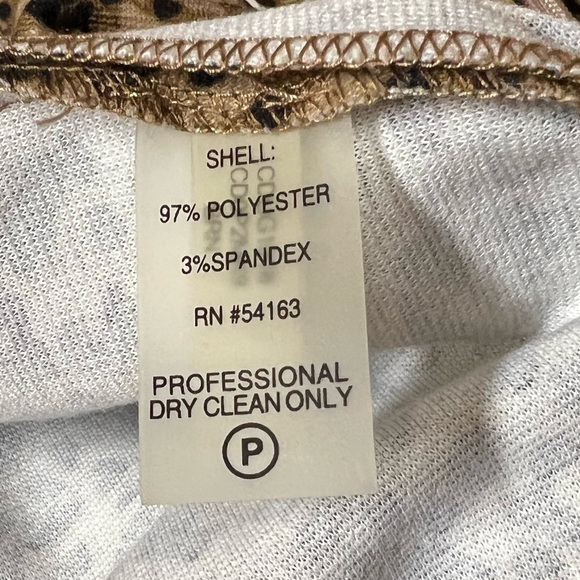 SHELL:
97% POLYESTER
3%SPANDEX
RN #54163
PROFESSIONAL
DRY CLEAN ONLY
P